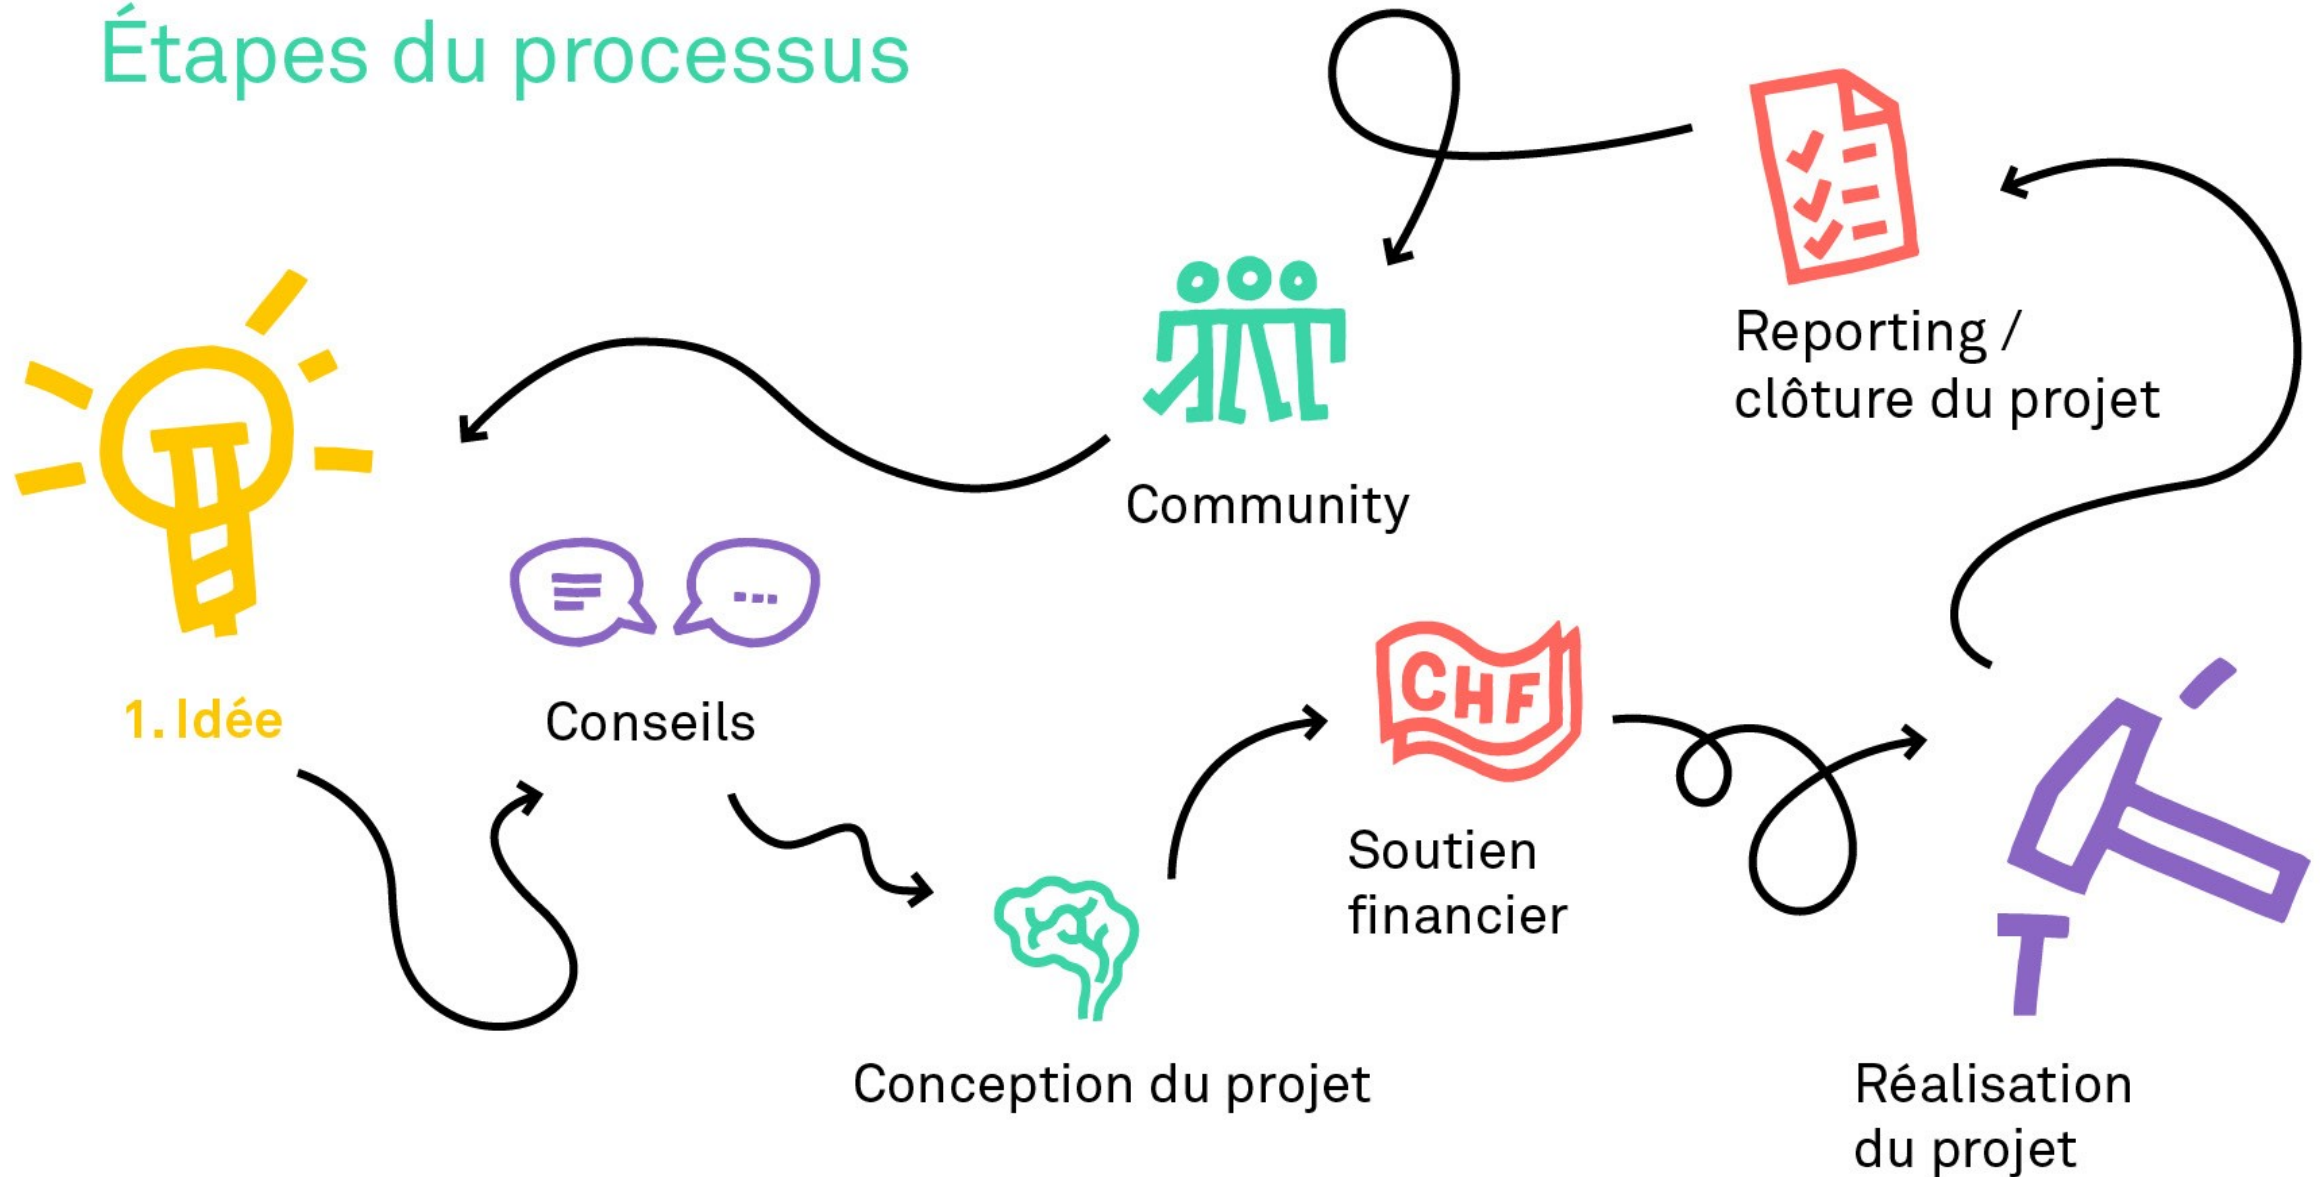 Étapes du processus
1. Idée
Conseils
Conception du projet
CHF
Soutien
financier
Réalisation
du projet
Reporting /
clôture du projet
Community